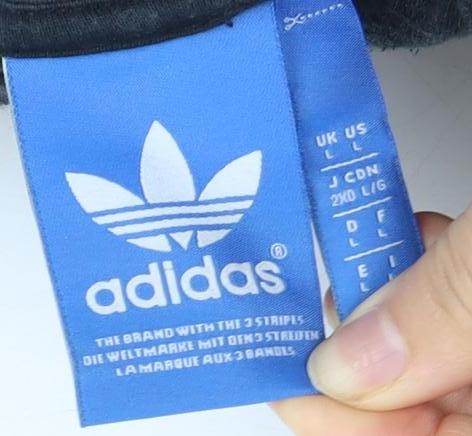 adidas®
THE BRAND WITH THE 3 STRIPES
DIE WELTMARKE MIT DEN 3 STREIFEN
LA MARQUE AUX 3 BANDES
UK US
L L
J CDN
2XO L/G
D F
L L
E I
L